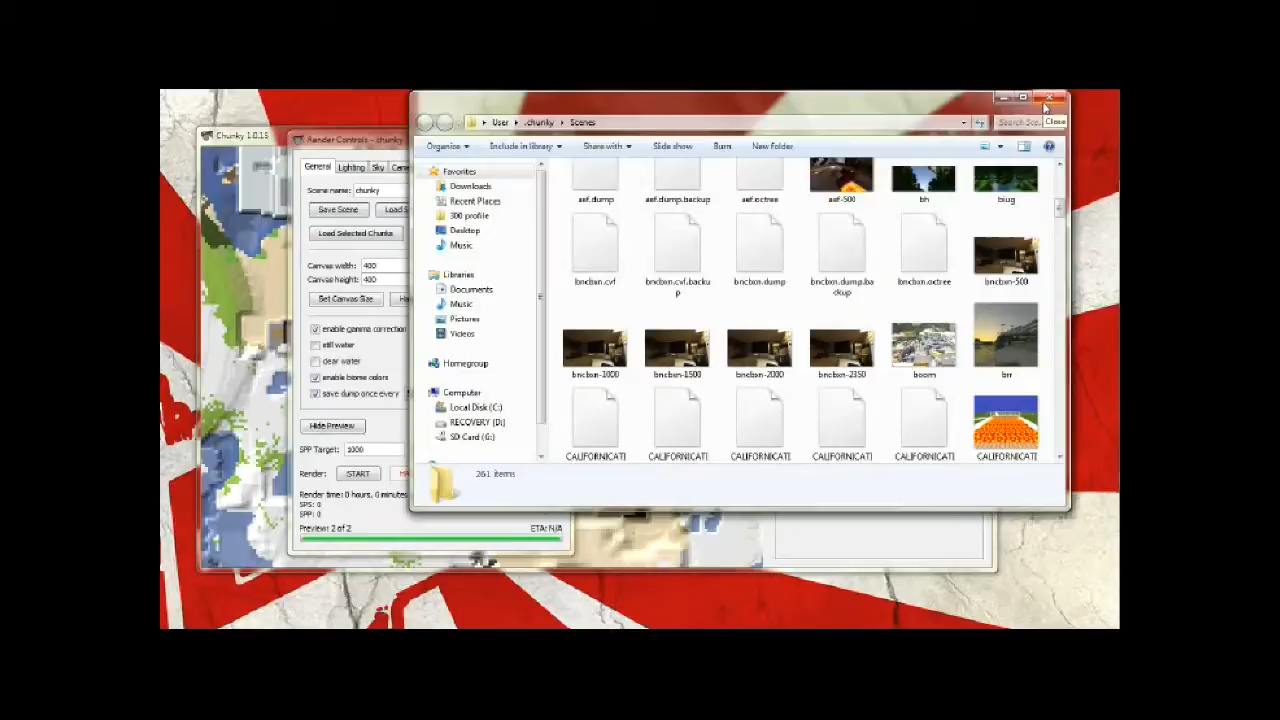 Chunky 1.0.15
Render Controls - chunky
General Lighting Sky
Scene name: chunky
Save Scene
Load Selected Chunks
Canvas width: 400
Canvas height: 400
Set Canvas Size
enable gamma correction
still water
clear water
enable biome colors
save dump once every
Hide Preview
SPP Target: 1000
Render: START
Render time: 0 hours, 0 minutes
SPS: 0
SPP: 0
Preview: 2 of 2 ETA: N/A
User .chunky Scenes
Close
Organize Include in library Share with Slide show Burn New folder
Favorites
Downloads
Recent Places
300 profile
Desktop
Music
Libraries
Documents
Music
Pictures
Videos
Homegroup
Computer
Local Disk (C:)
RECOVERY (D:)
SD Card (G:)
aef.dump aef.dump.backup aef.octree aef-500 bh biug
bncbxn.cvf bncbxn.cvf.backu
p bncbxn.dump bncbxn.dump.ba
ckup bncbxn.octree bncbxn-500
bncbxn-1000 bncbxn-1500 bncbxn-2000 bncbxn-2350 boom brr
CALIFORNICATI CALIFORNICATI CALIFORNICATI CALIFORNICATI CALIFORNICATI CALIFORNICATI
261 items